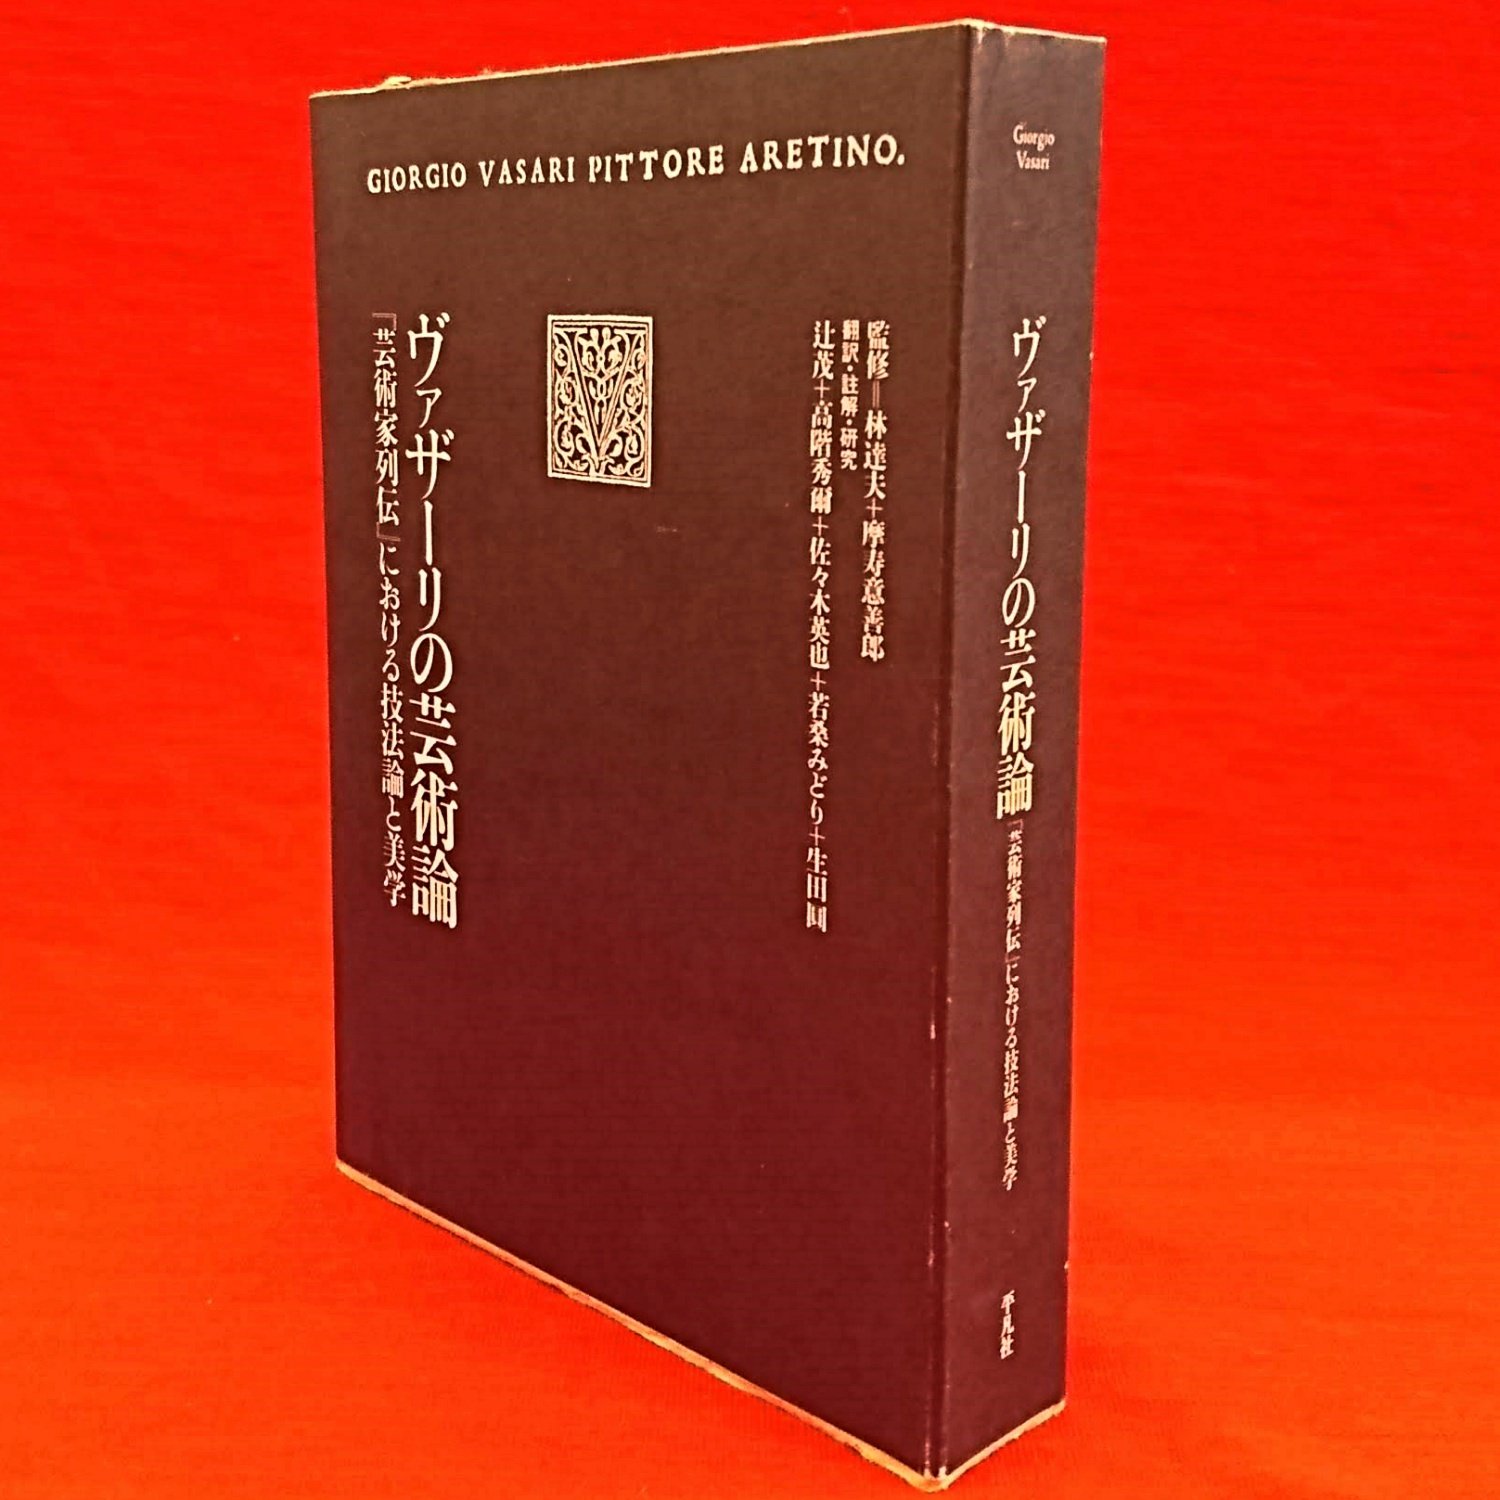 GIORGIO VASARI PITTORE ARETINO.
監修=林達夫+摩寿意善郎
翻訳・註解・研究
辻茂+高階秀爾+佐々木英也+若桑みどり+生田圓
ヴァザーリの芸術論
『芸術家列伝』における技法論と美学
Giorgio
Vasari
ヴァザーリの芸術論
『芸術家列伝』における技法論と美学
平凡社